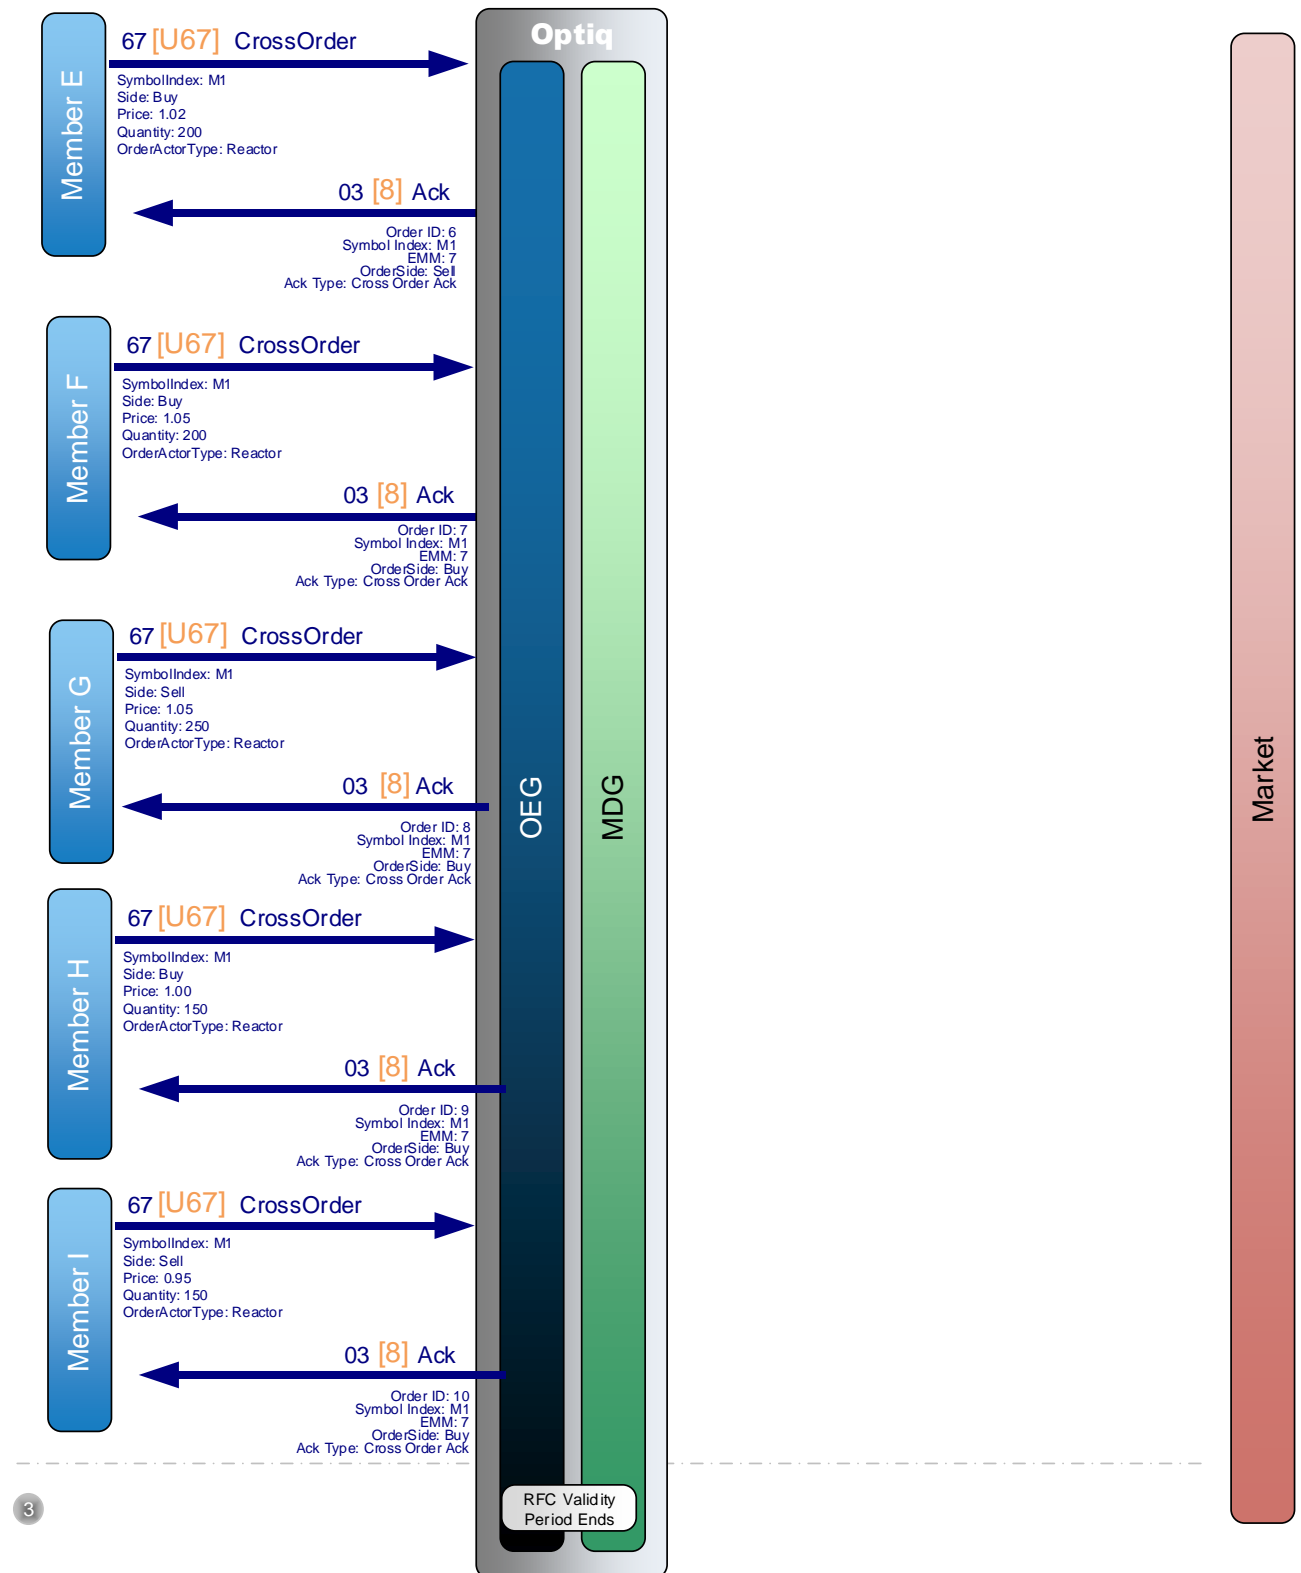 Optiq
Member E
67 [U67] CrossOrder
SymbolIndex: M1
Side: Buy
Price: 1.02
Quantity: 200
OrderActorType: Reactor
03 [8] Ack
Order ID: 6
Symbol Index: M1
EMM: 7
OrderSide: Sell
Ack Type: Cross Order Ack
Member F
67 [U67] CrossOrder
SymbolIndex: M1
Side: Buy
Price: 1.05
Quantity: 200
OrderActorType: Reactor
03 [8] Ack
Order ID: 7
Symbol Index: M1
EMM: 7
OrderSide: Buy
Ack Type: Cross Order Ack
Member G
67 [U67] CrossOrder
SymbolIndex: M1
Side: Sell
Price: 1.05
Quantity: 250
OrderActorType: Reactor
03 [8] Ack
Order ID: 8
Symbol Index: M1
EMM: 7
OrderSide: Buy
Ack Type: Cross Order Ack
OEG
MDG
Market
Member H
67 [U67] CrossOrder
SymbolIndex: M1
Side: Buy
Price: 1.00
Quantity: 150
OrderActorType: Reactor
03 [8] Ack
Order ID: 9
Symbol Index: M1
EMM: 7
OrderSide: Buy
Ack Type: Cross Order Ack
Member I
67 [U67] CrossOrder
SymbolIndex: M1
Side: Sell
Price: 0.95
Quantity: 150
OrderActorType: Reactor
03 [8] Ack
Order ID: 10
Symbol Index: M1
EMM: 7
OrderSide: Buy
Ack Type: Cross Order Ack
3
RFC Validity
Period Ends